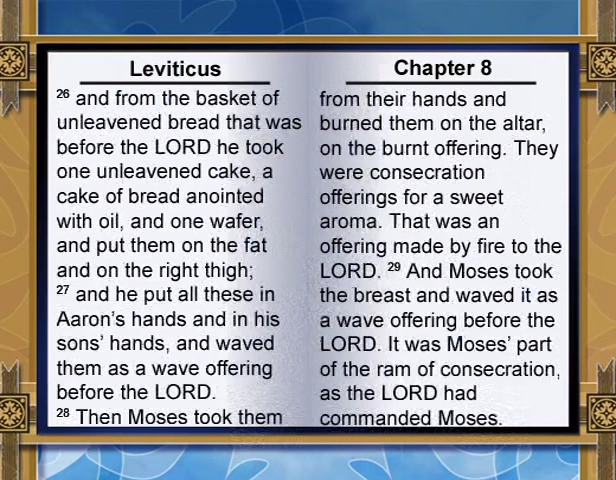 Leviticus
26 and from the basket of
unleavened bread that was
before the LORD he took
one unleavened cake, a
cake of bread anointed
with oil, and one wafer,
and put them on the fat
and on the right thigh;
27 and he put all these in
Aaron's hands and in his
sons' hands, and waved
them as a wave offering
before the LORD.
28 Then Moses took them
Chapter 8
from their hands and
burned them on the altar,
on the burnt offering. They
were consecration
offerings for a sweet
aroma. That was an
offering made by fire to the
LORD. 29 And Moses took
the breast and waved it as
a wave offering before the
LORD. It was Moses' part
of the ram of consecration,
as the LORD had
commanded Moses.